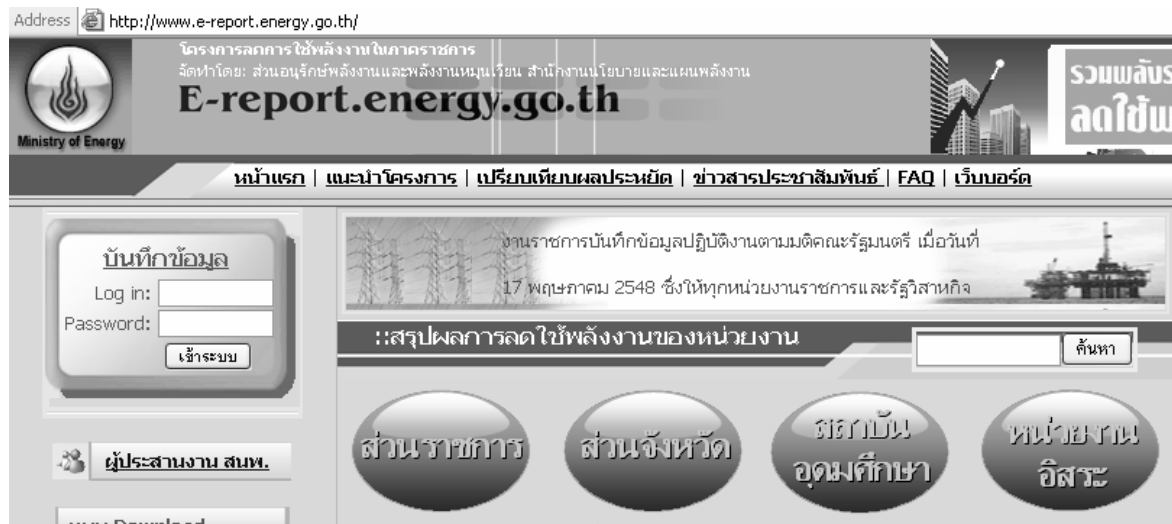 Address http://www.e-report.energy.go.th/
โครงการลดการใช้พลังงานในภาคราชการ
จัดทำโดย: ส่วนอนุรักษ์พลังงานและพลังงานหมุนเวียน สำนักงานนโยบายและแผนพลังงาน
E-report.energy.go.th
Ministry of Energy
รวมพลัง
ลดใช้
หน้าแรก | แนะนำโครงการ | เปรียบเทียบผลประหยัด | ข่าวสารประชาสัมพันธ์ | FAQ | เว็บบอร์ด
บันทึกข้อมูล
Log in:
Password:
เข้าระบบ
งานราชการบันทึกข้อมูลปฏิบัติงานตามมติคณะรัฐมนตรี เมื่อวันที่
17 พฤษภาคม 2548 ซึ่งให้ทุกหน่วยงานราชการและรัฐวิสาหกิจ
::สรุปผลการลดใช้พลังงานของหน่วยงาน
ค้นหา
ส่วนราชการ
ส่วนจังหวัด
สถาบัน
อุดมศึกษา
หน่วยงาน
อิสระ
ผู้ประสานงาน สนพ.